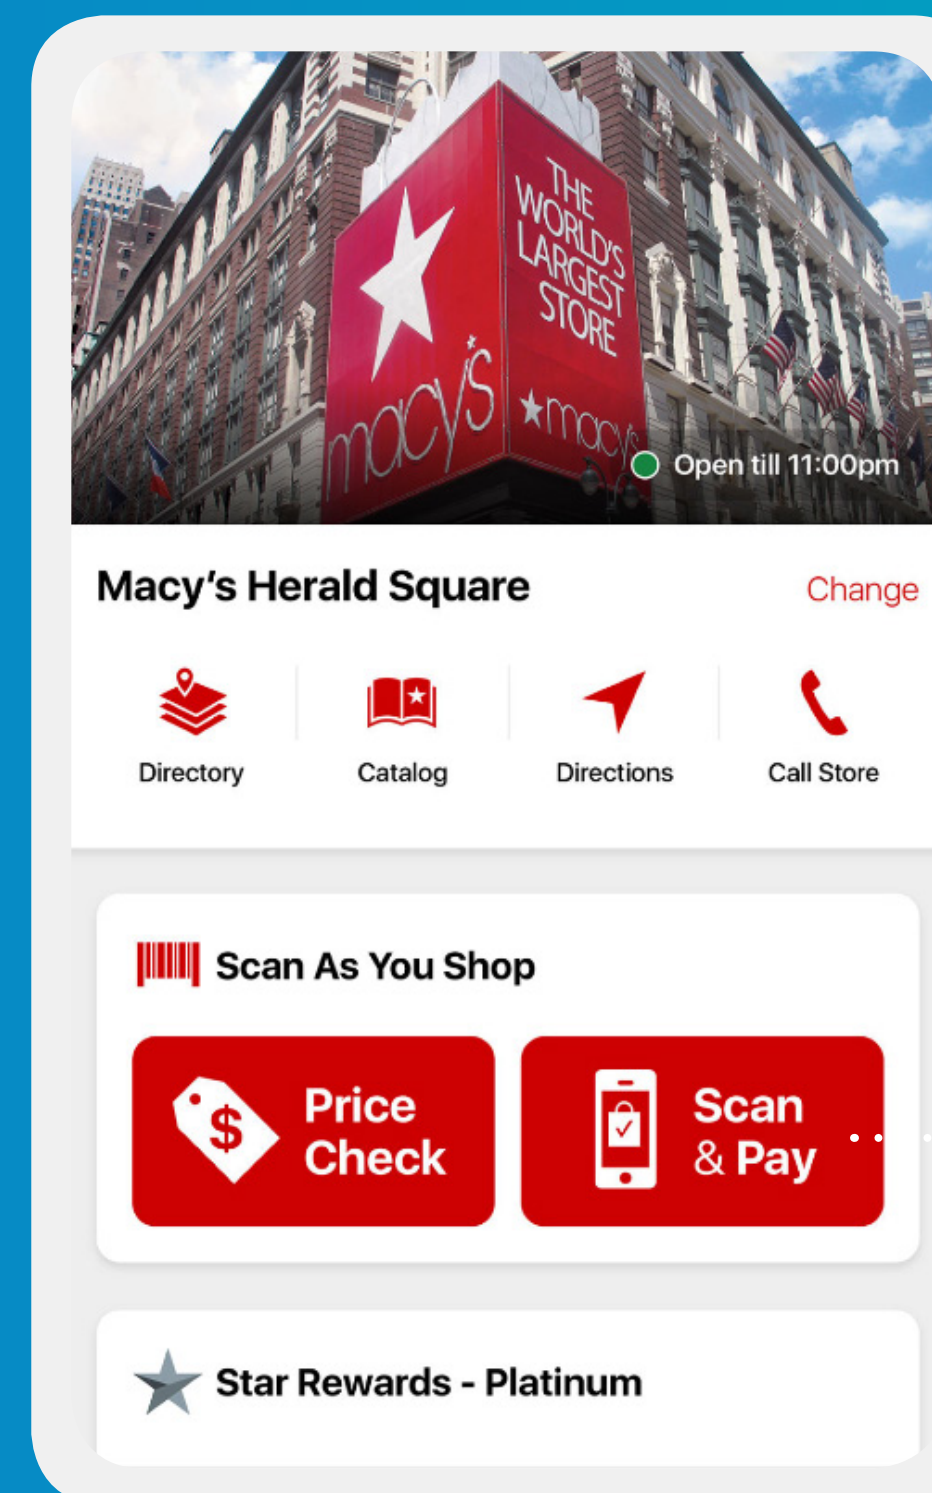 THE
WORLD'S
LARGEST
STORE
macy's
macy's
Open till 11:00pm
Macy's Herald Square
Change
Directory
Catalog
Directions
Call Store
Scan As You Shop
$
Price
Check
Scan
& Pay
Star Rewards - Platinum